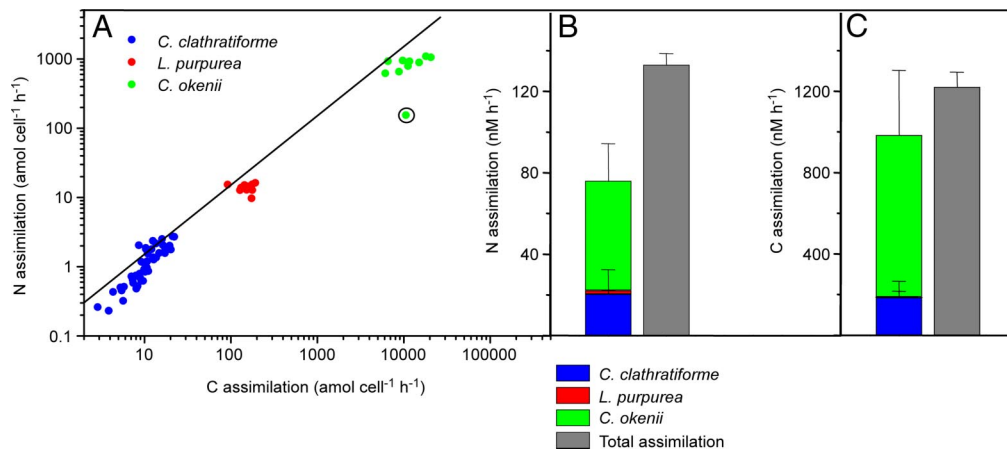 A
C. clathratiforme
L. purpurea
C. okenii
N assimilation (amol cell⁻¹ h⁻¹)
1000
100
10
1
0.1
10 100 1000 10000 100000
C assimilation (amol cell⁻¹ h⁻¹)
B
N assimilation (nM h⁻¹)
120
80
40
C
C assimilation (nM h⁻¹)
1200
800
400
C. clathratiforme
L. purpurea
C. okenii
Total assimilation